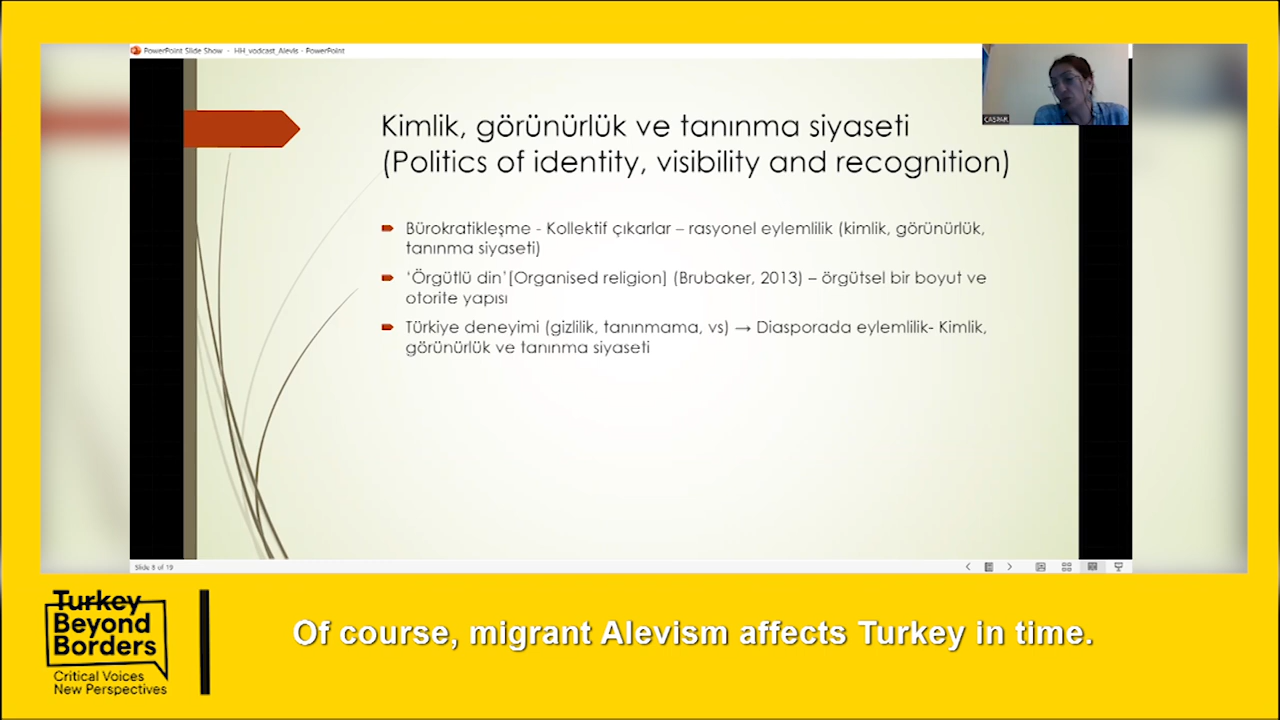 PowerPoint Slide Show - HH_vodcast_Alevis - PowerPoint
CASPAR
Kimlik, görünürlük ve tanınma siyaseti
(Politics of identity, visibility and recognition)
Bürokratikleşme - Kollektif çıkarlar – rasyonel eylemlilik (kimlik, görünürlük,
tanınma siyaseti)
‘Örgütlü din’[Organised religion] (Brubaker, 2013) – örgütsel bir boyut ve
otorite yapısı
Türkiye deneyimi (gizlilik, tanınmama, vs) → Diasporada eylemlilik- Kimlik,
görünürlük ve tanınma siyaseti
Slide 8 of 19
Turkey
Beyond
Borders
Critical Voices
New Perspectives
Of course, migrant Alevism affects Turkey in time.